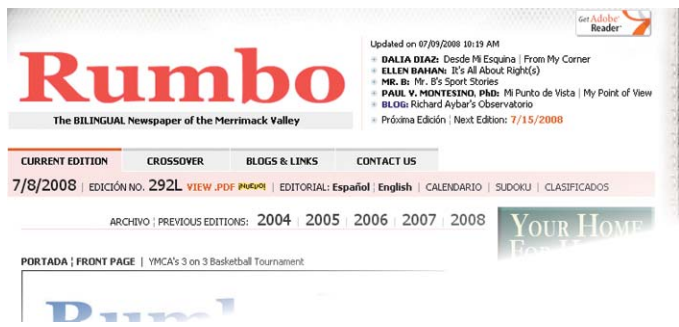 Get Adobe
Reader
Updated on 07/09/2008 10:19 AM
Rumbo
DALIA DIAZ: Desde Mi Esquina | From My Corner
ELLEN BAHAN: It's All About Right(s)
MR. B: Mr. B's Sport Stories
PAUL V. MONTESINO, PhD: Mi Punto de Vista | My Point of View
BLOG: Richard Aybar's Observatorio
The BILINGUAL Newspaper of the Merrimack Valley
Próxima Edición | Next Edition: 7/15/2008
CURRENT EDITION CROSSOVER BLOGS & LINKS CONTACT US
7/8/2008 | EDICIÓN NO. 292L VIEW .PDF ¡NUEVO! | EDITORIAL: Español | English | CALENDARIO | SUDOKU | CLASIFICADOS
ARCHIVO | PREVIOUS EDITIONS: 2004 | 2005 | 2006 | 2007 | 2008
YOUR HOME
PORTADA | FRONT PAGE | YMCA's 3 on 3 Basketball Tournament